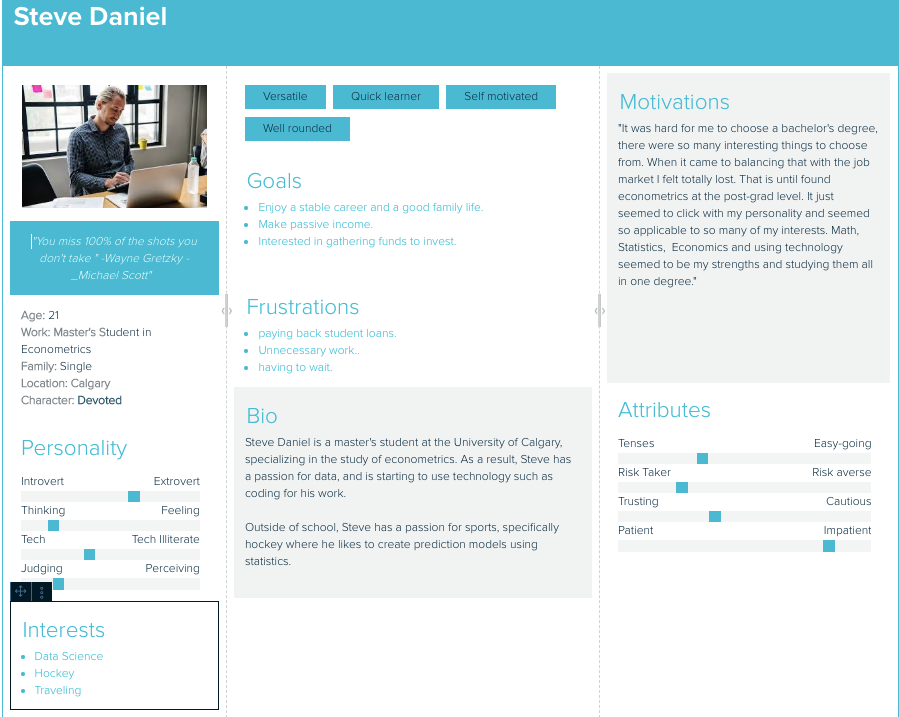 Steve Daniel
"You miss 100% of the shots you
don't take " -Wayne Gretzky -
_Michael Scott"
Age: 21
Work: Master's Student in
Econometrics
Family: Single
Location: Calgary
Character: Devoted
Personality
Introvert Extrovert
Thinking Feeling
Tech Tech Illiterate
Judging Perceiving
Interests
Data Science
Hockey
Traveling
Versatile Quick learner Self motivated
Well rounded
Goals
Enjoy a stable career and a good family life.
Make passive income.
Interested in gathering funds to invest.
Frustrations
paying back student loans.
Unnecessary work..
having to wait.
Bio
Steve Daniel is a master's student at the University of Calgary,
specializing in the study of econometrics. As a result, Steve has
a passion for data, and is starting to use technology such as
coding for his work.
Outside of school, Steve has a passion for sports, specifically
hockey where he likes to create prediction models using
statistics.
Motivations
"It was hard for me to choose a bachelor's degree,
there were so many interesting things to choose
from. When it came to balancing that with the job
market I felt totally lost. That is until found
econometrics at the post-grad level. It just
seemed to click with my personality and seemed
so applicable to so many of my interests. Math,
Statistics,  Economics and using technology
seemed to be my strengths and studying them all
in one degree."
Attributes
Tenses Easy-going
Risk Taker Risk averse
Trusting Cautious
Patient Impatient